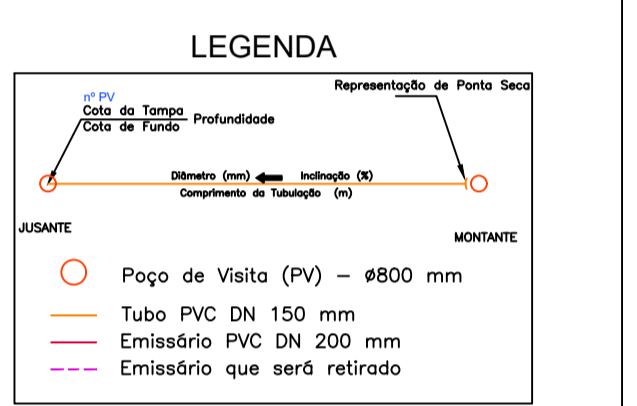 LEGENDA
Representação de Ponta Seca
nº PV
Cota da Tampa
Cota de Fundo
Profundidade
Diâmetro (mm)
Inclinação (%)
Comprimento da Tubulação (m)
JUSANTE
MONTANTE
Poço de Visita (PV) – Ø800 mm
Tubo PVC DN 150 mm
Emissário PVC DN 200 mm
Emissário que será retirado